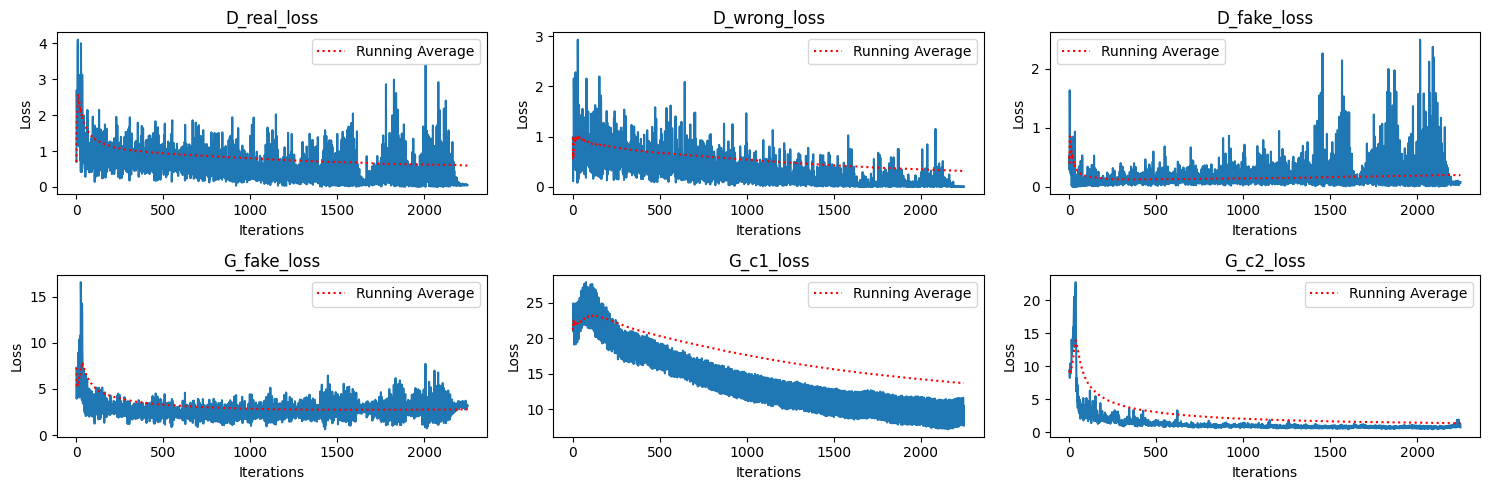 D_real_loss
Running Average
Loss
4
3
2
1
0
0 500 1000 1500 2000
Iterations
D_wrong_loss
Running Average
Loss
3
2
1
0
0 500 1000 1500 2000
Iterations
D_fake_loss
Running Average
Loss
2
1
0
0 500 1000 1500 2000
Iterations
G_fake_loss
Running Average
Loss
15
10
5
0
0 500 1000 1500 2000
Iterations
G_c1_loss
Running Average
Loss
25
20
15
10
0 500 1000 1500 2000
Iterations
G_c2_loss
Running Average
Loss
20
15
10
5
0
0 500 1000 1500 2000
Iterations